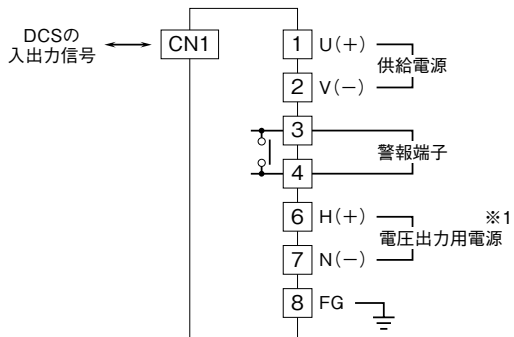 DCSの
入出力信号
CN1
1 U(+)
供給電源
2 V(−)
3
警報端子
4
※1
6 H(+)
電圧出力用電源
7 N(−)
8 FG